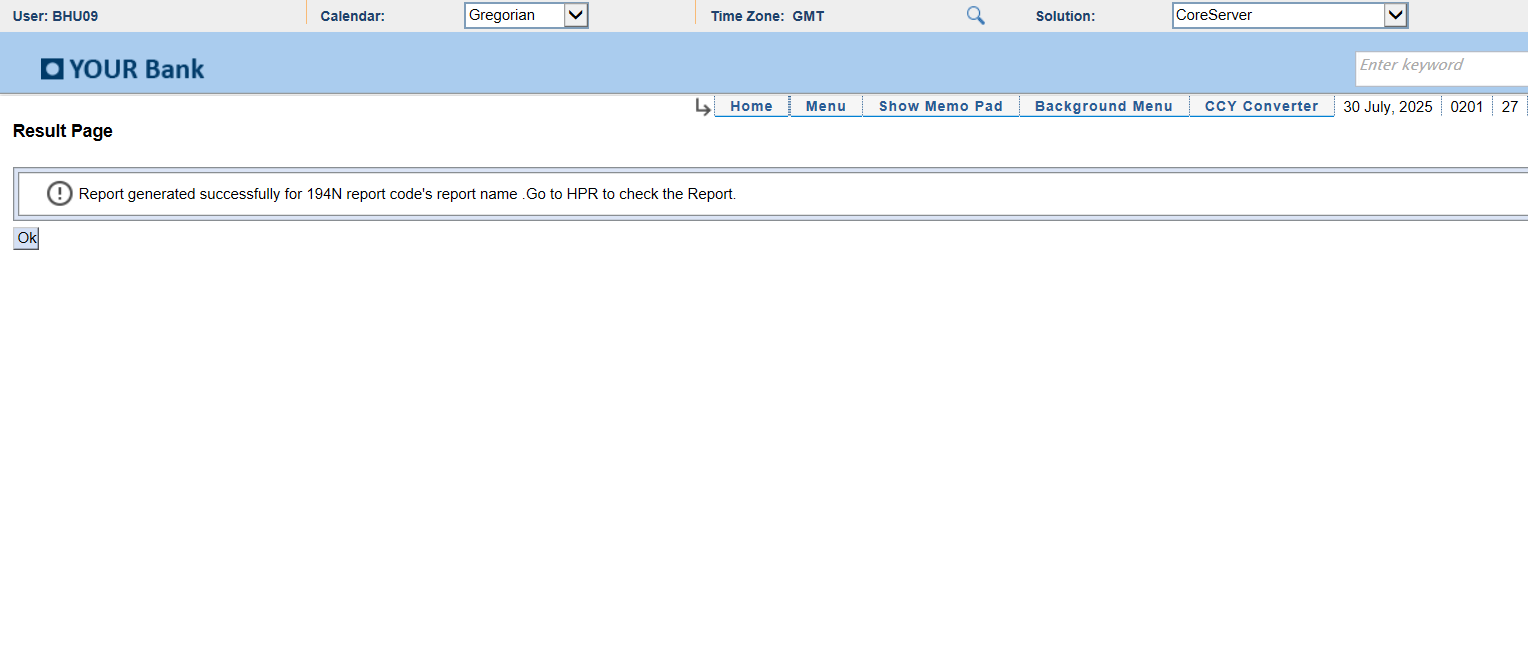 User: BHU09 Calendar: Gregorian Time Zone: GMT Solution: CoreServer
YOUR Bank Enter keyword
Home Menu Show Memo Pad Background Menu CCY Converter 30 July, 2025 0201 27
Result Page
Report generated successfully for 194N report code's report name .Go to HPR to check the Report.
Ok